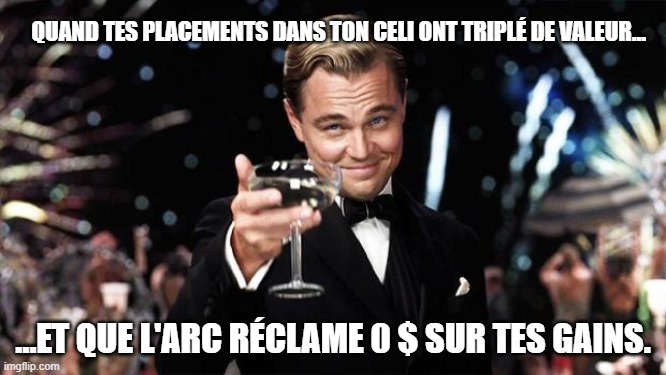 QUAND TES PLACEMENTS DANS TON CELI ONT TRIPLÉ DE VALEUR...
...ET QUE L'ARC RÉCLAME 0 $ SUR TES GAINS.
imgflip.com